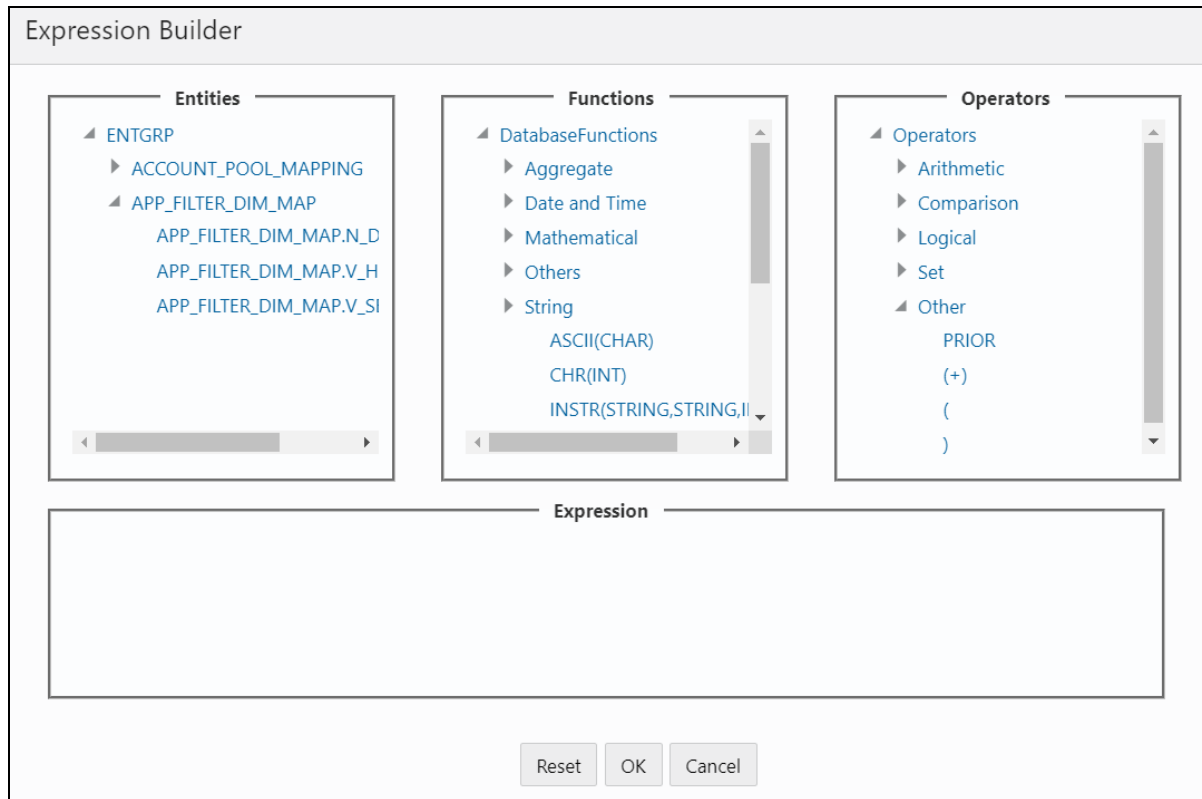 Expression Builder
Entities
ENTGRP
ACCOUNT_POOL_MAPPING
APP_FILTER_DIM_MAP
APP_FILTER_DIM_MAP.N_D
APP_FILTER_DIM_MAP.V_H
APP_FILTER_DIM_MAP.V_SI
Functions
DatabaseFunctions
Aggregate
Date and Time
Mathematical
Others
String
ASCII(CHAR)
CHR(INT)
INSTR(STRING,STRING,II
Operators
Operators
Arithmetic
Comparison
Logical
Set
Other
PRIOR
(+)
(
)
Expression
Reset OK Cancel